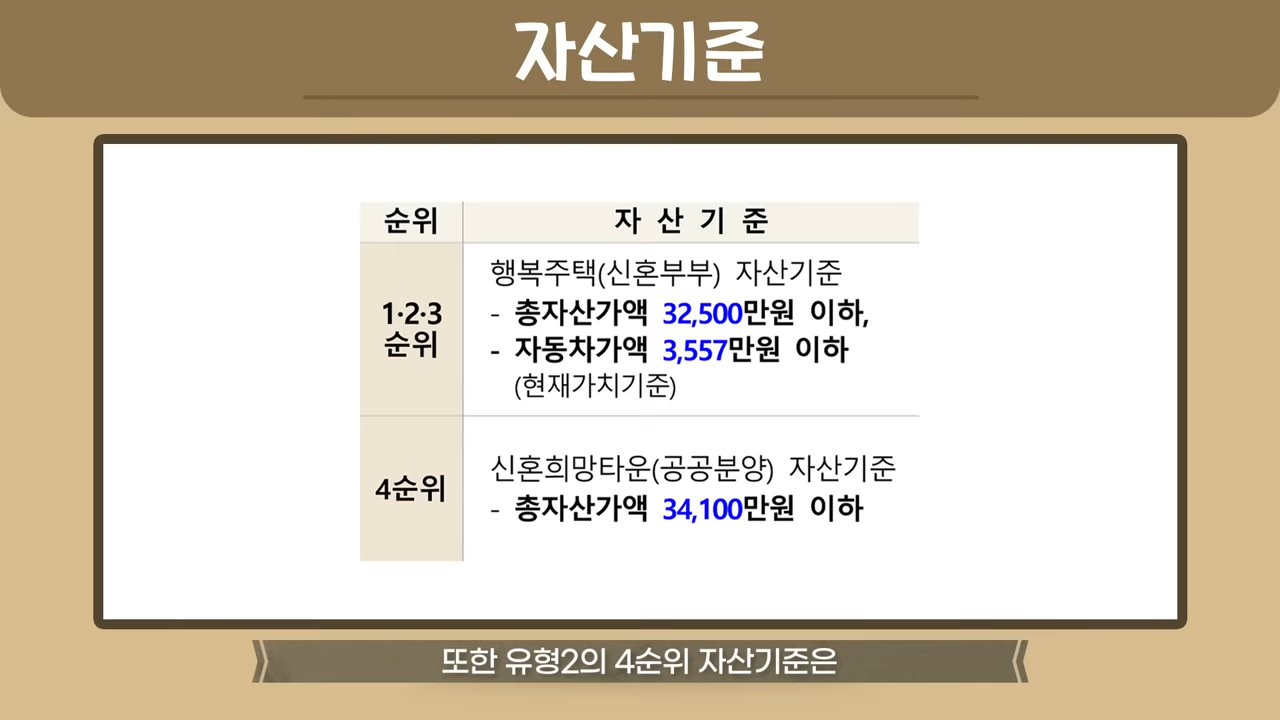 자산기준
순위
자 산 기 준
1·2·3
순위
행복주택(신혼부부) 자산기준
- 총자산가액 32,500만원 이하,
- 자동차가액 3,557만원 이하
(현재가치기준)
4순위
신혼희망타운(공공분양) 자산기준
- 총자산가액 34,100만원 이하
또한 유형2의 4순위 자산기준은